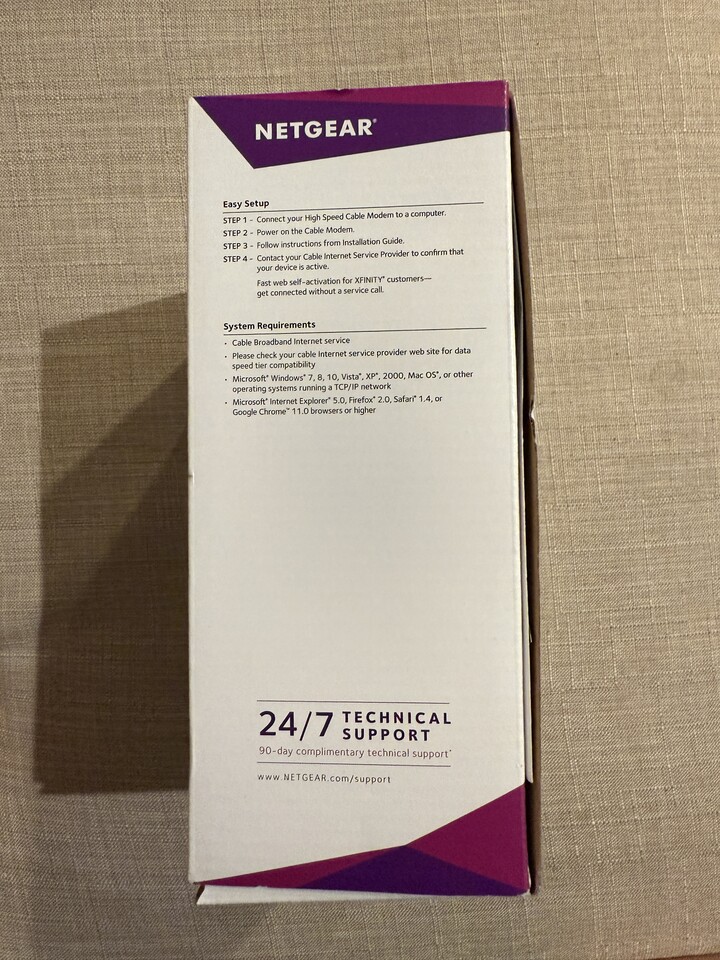 NETGEAR®
Easy Setup
STEP 1 – Connect your High Speed Cable Modem to a computer.
STEP 2 – Power on the Cable Modem.
STEP 3 – Follow instructions from Installation Guide.
STEP 4 – Contact your Cable Internet Service Provider to confirm that
your device is active.
Fast web self-activation for XFINITY® customers—
get connected without a service call.
System Requirements
• Cable Broadband Internet service
• Please check your cable Internet service provider web site for data
speed tier compatibility
• Microsoft® Windows® 7, 8, 10, Vista®, XP®, 2000, Mac OS®, or other
operating systems running a TCP/IP network
• Microsoft® Internet Explorer® 5.0, Firefox® 2.0, Safari® 1.4, or
Google Chrome™ 11.0 browsers or higher
24/7 TECHNICAL
SUPPORT
90-day complimentary technical support*
www.NETGEAR.com/support